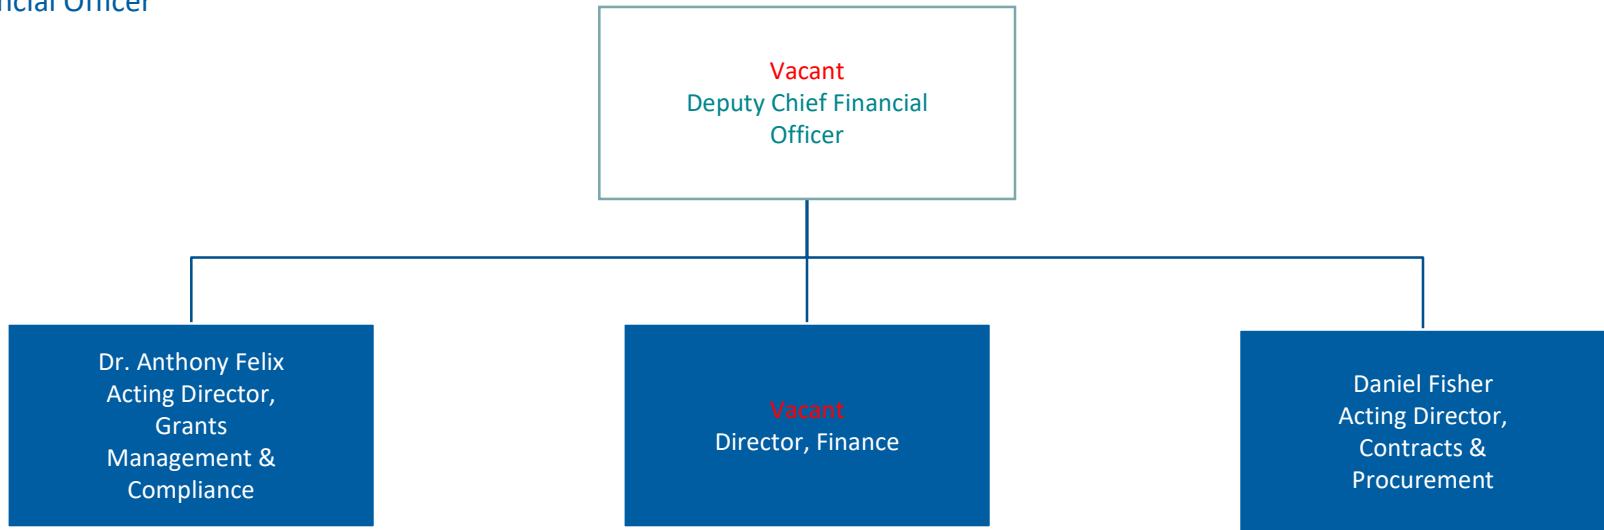 Officer
Vacant
Deputy Chief Financial
Officer
Dr. Anthony Felix
Acting Director,
Grants
Management &
Compliance
Vacant
Director, Finance
Daniel Fisher
Acting Director,
Contracts &
Procurement